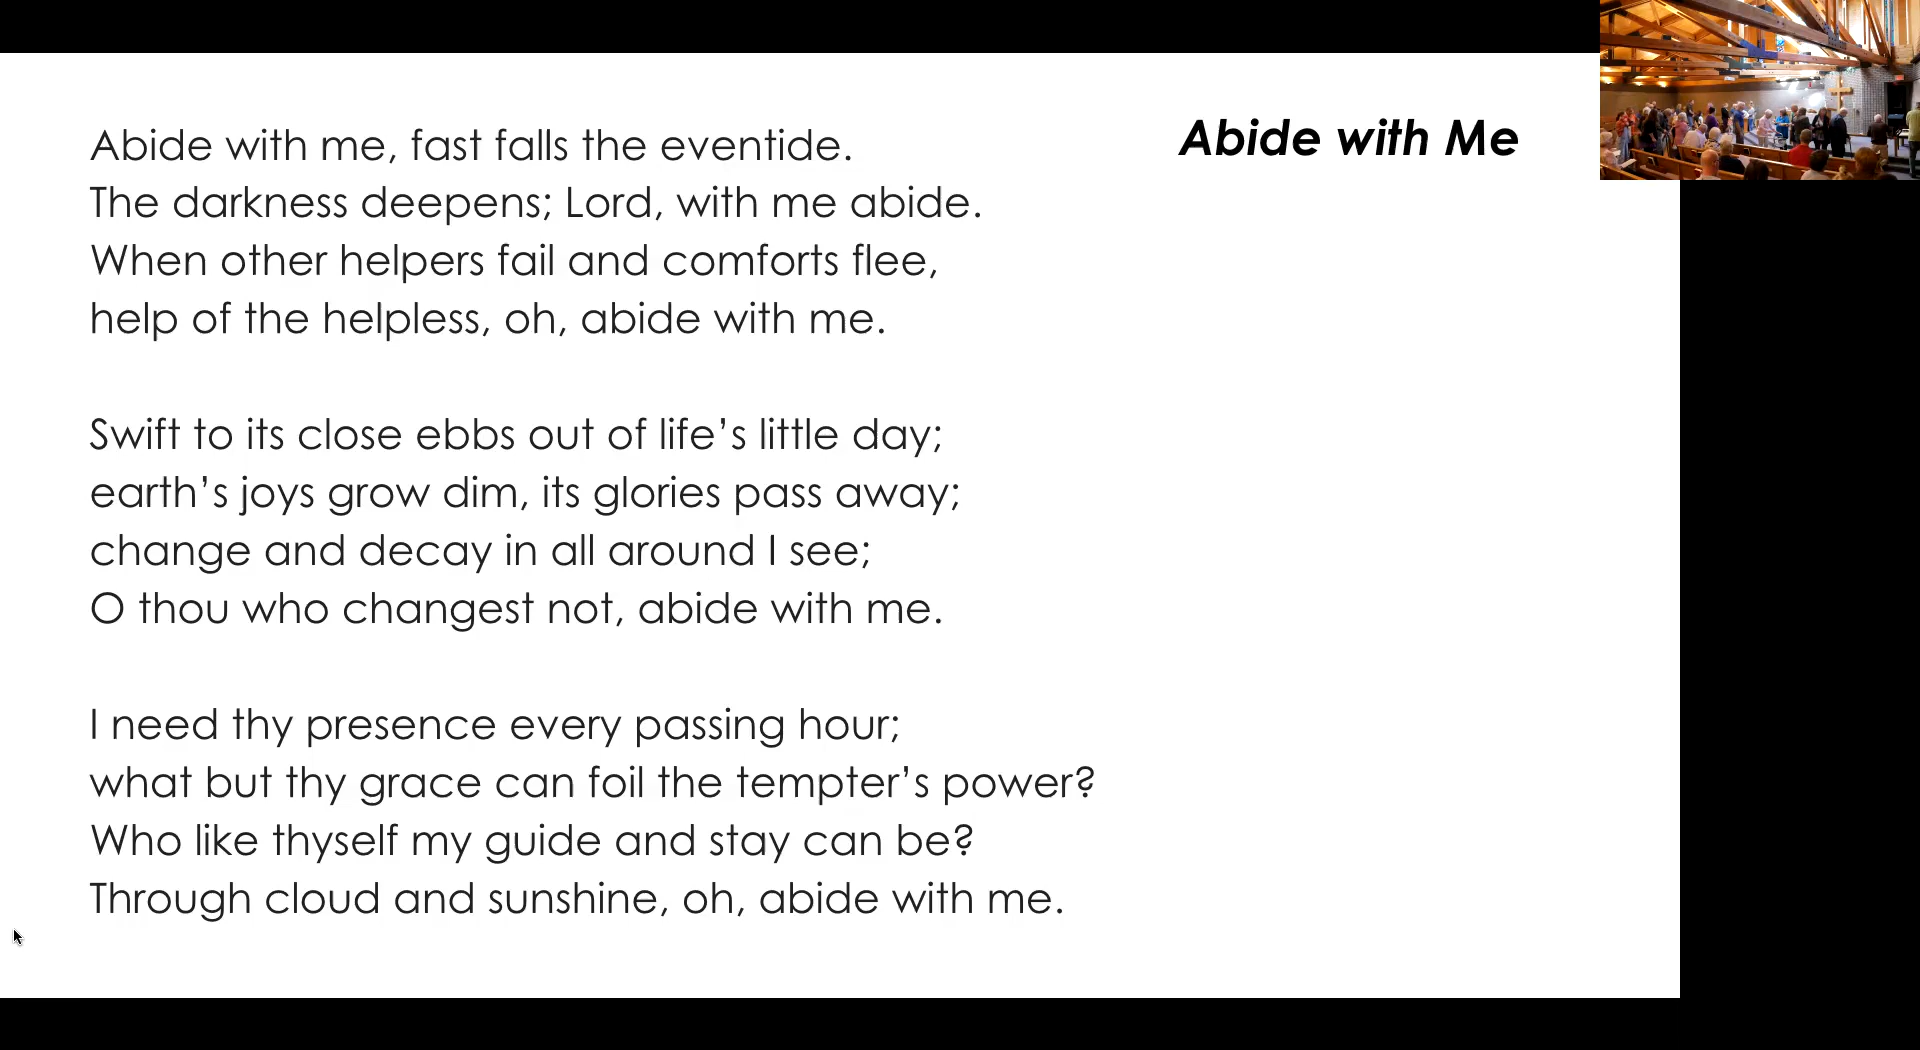 Abide with Me
Abide with me, fast falls the eventide.
The darkness deepens; Lord, with me abide.
When other helpers fail and comforts flee,
help of the helpless, oh, abide with me.
Swift to its close ebbs out of life’s little day;
earth’s joys grow dim, its glories pass away;
change and decay in all around I see;
O thou who changest not, abide with me.
I need thy presence every passing hour;
what but thy grace can foil the tempter’s power?
Who like thyself my guide and stay can be?
Through cloud and sunshine, oh, abide with me.